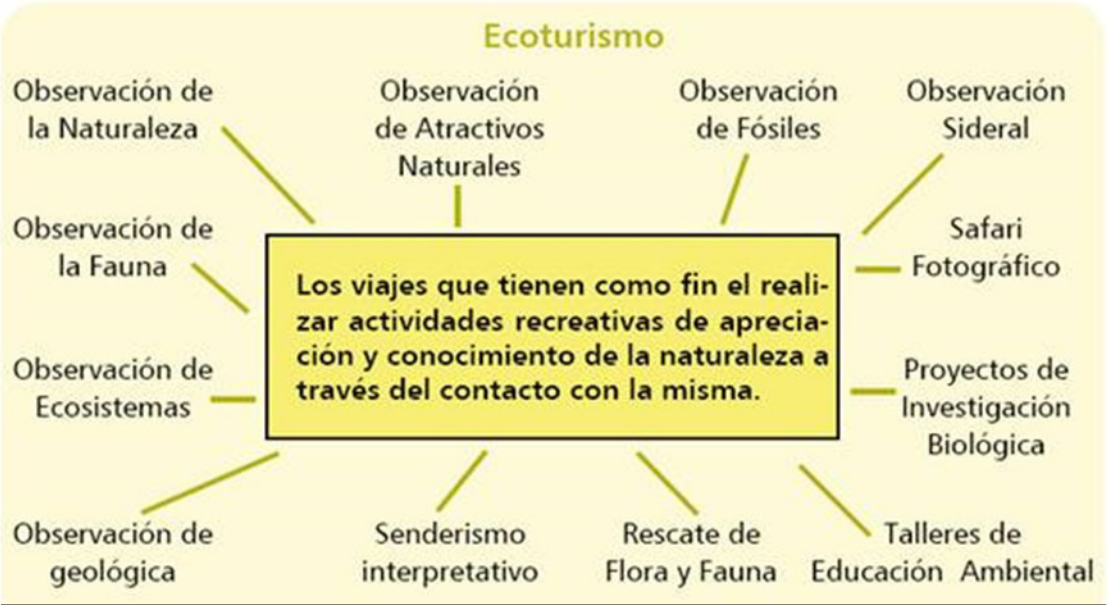 Ecoturismo
Observación de
la Naturaleza
Observación
de Atractivos
Naturales
Observación
de Fósiles
Observación
Sideral
Observación de
la Fauna
Safari
Fotográfico
Los viajes que tienen como fin el reali-
zar actividades recreativas de aprecia-
ción y conocimiento de la naturaleza a
través del contacto con la misma.
Observación de
Ecosistemas
Proyectos de
Investigación
Biológica
Observación de
geológica
Senderismo
interpretativo
Rescate de
Flora y Fauna
Talleres de
Educación Ambiental